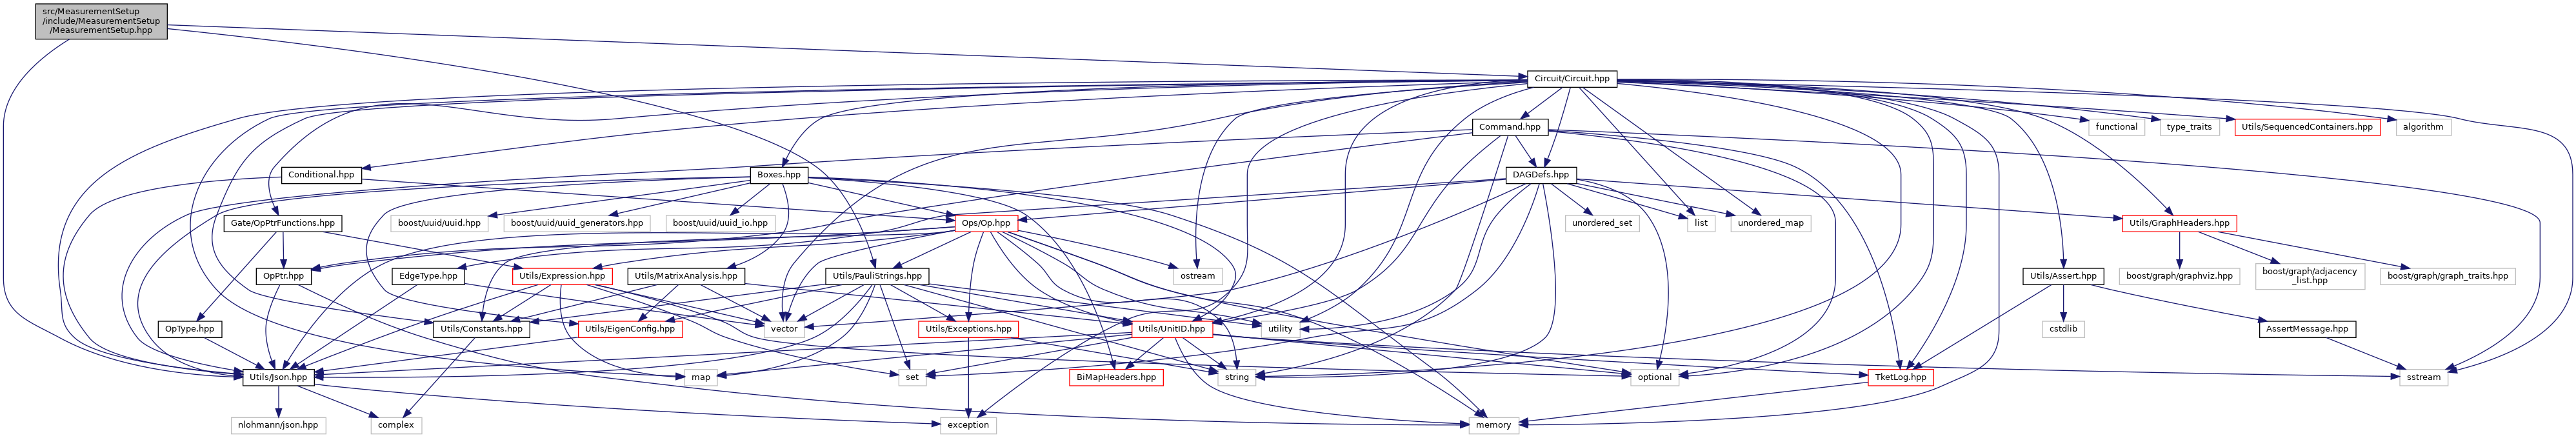 src/MeasurementSetup
/include/MeasurementSetup
/MeasurementSetup.hpp
Circuit/Circuit.hpp
Command.hpp
functional
type_traits
Utils/SequencedContainers.hpp
algorithm
Conditional.hpp
Boxes.hpp
DAGDefs.hpp
Gate/OpPtrFunctions.hpp
boost/uuid/uuid.hpp
boost/uuid/uuid_generators.hpp
boost/uuid/uuid_io.hpp
Ops/Op.hpp
unordered_set
list
unordered_map
Utils/GraphHeaders.hpp
OpPtr.hpp
EdgeType.hpp
Utils/Expression.hpp
Utils/MatrixAnalysis.hpp
Utils/PauliStrings.hpp
ostream
Utils/Assert.hpp
boost/graph/graphviz.hpp
boost/graph/adjacency
_list.hpp
boost/graph/graph_traits.hpp
OpType.hpp
Utils/Constants.hpp
Utils/EigenConfig.hpp
vector
Utils/Exceptions.hpp
Utils/UnitID.hpp
utility
cstdlib
AssertMessage.hpp
Utils/Json.hpp
map
set
BiMapHeaders.hpp
string
optional
TketLog.hpp
sstream
nlohmann/json.hpp
complex
exception
memory